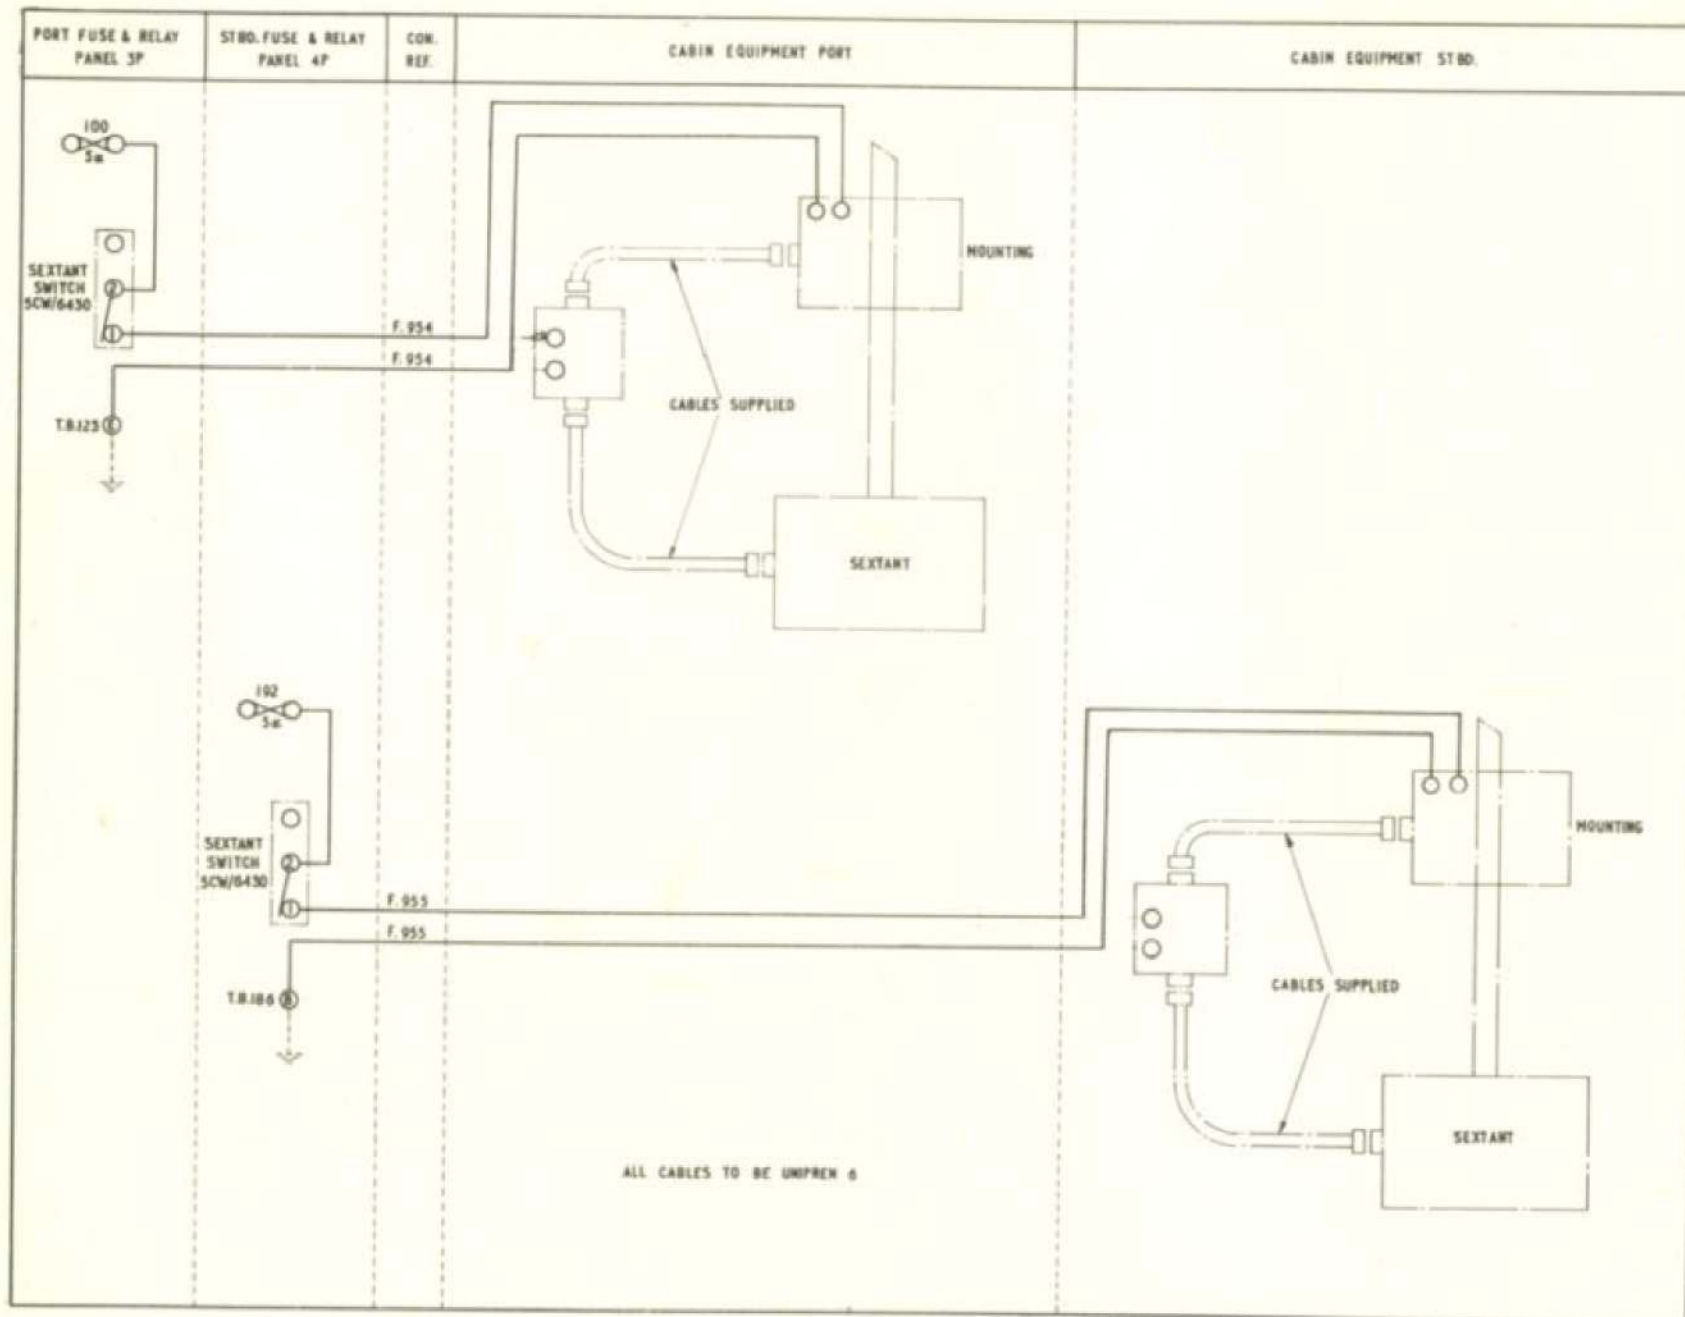 PORT FUSE & RELAY
PANEL 3P
STBD. FUSE & RELAY
PANEL 4P
CON.
REF.
CABIN EQUIPMENT PORT
CABIN EQUIPMENT STBD.
100
5a
SEXTANT
SWITCH
5CW/6430
2
1
F. 954
F. 954
T.B.123
MOUNTING
CABLES SUPPLIED
SEXTANT
192
5a
SEXTANT
SWITCH
5CW/6430
2
1
F. 955
F. 955
T.B.186
MOUNTING
CABLES SUPPLIED
SEXTANT
ALL CABLES TO BE UNIPREN 6